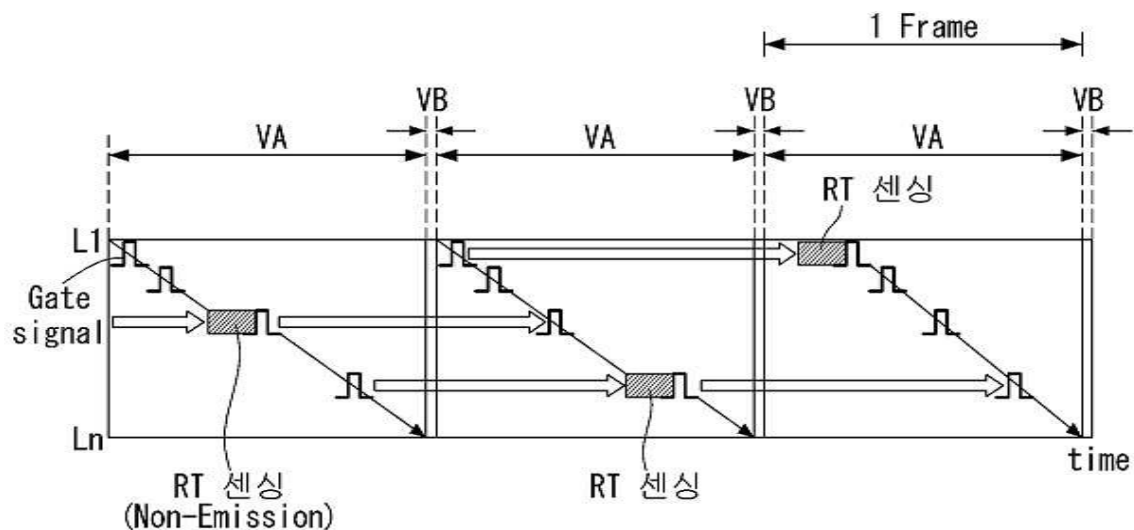 1 Frame
VB
VB
VB
VA
VA
VA
RT 센싱
L1
Gate
signal
Ln
time
RT 센싱
(Non-Emission)
RT 센싱